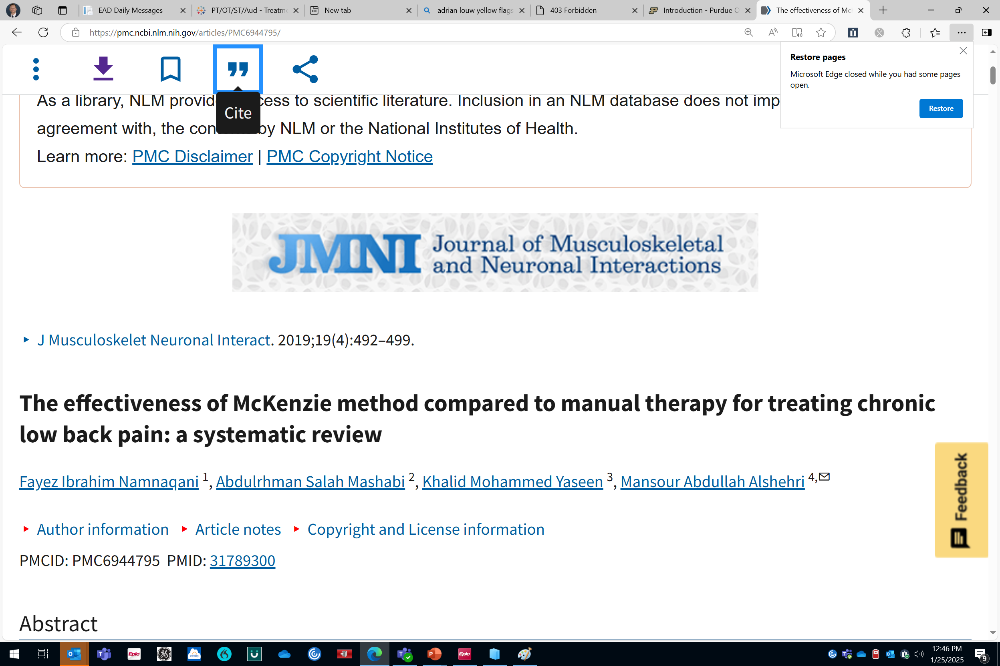 EAD Daily Messages
PT/OT/ST/Aud - Treatme
New tab
adrian louw yellow flags
403 Forbidden
Introduction - Purdue O
The effectiveness of McK
https://pmc.ncbi.nlm.nih.gov/articles/PMC6944795/
Restore pages
Microsoft Edge closed while you had some pages
open.
Restore
Cite
As a library, NLM provid cess to scientific literature. Inclusion in an NLM database does not imp
agreement with, the con by NLM or the National Institutes of Health.
Learn more: PMC Disclaimer | PMC Copyright Notice
JMNI Journal of Musculoskeletal
and Neuronal Interactions
J Musculoskelet Neuronal Interact. 2019;19(4):492–499.
The effectiveness of McKenzie method compared to manual therapy for treating chronic
low back pain: a systematic review
Fayez Ibrahim Namnaqani 1, Abdulrhman Salah Mashabi 2, Khalid Mohammed Yaseen 3, Mansour Abdullah Alshehri 4,
Author information Article notes Copyright and License information
PMCID: PMC6944795 PMID: 31789300
Feedback
Abstract
Epic
workday.
Epic
12:46 PM
1/25/2025
9